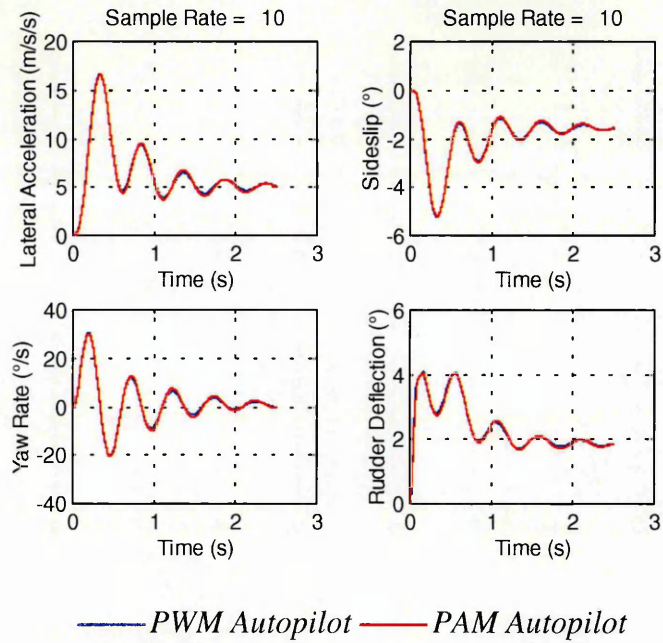 Sample Rate = 10
Lateral Acceleration (m/s/s)
20
15
10
5
0
0 1 2 3
Time (s)
Sample Rate = 10
Sideslip (°)
2
0
-2
-4
-6
0 1 2 3
Time (s)
Yaw Rate (°/s)
40
20
0
-20
-40
0 1 2 3
Time (s)
Rudder Deflection (°)
6
4
2
0
0 1 2 3
Time (s)
PWM Autopilot PAM Autopilot